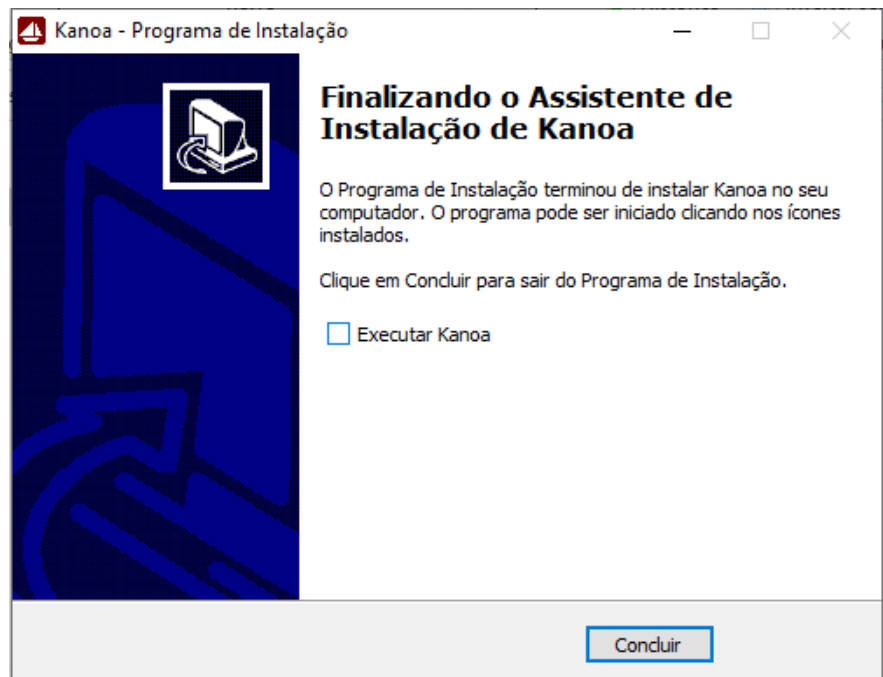 Kanoa - Programa de Instalação
Finalizando o Assistente de
Instalação de Kanoa
O Programa de Instalação terminou de instalar Kanoa no seu
computador. O programa pode ser iniciado clicando nos ícones
instalados.
Clique em Concluir para sair do Programa de Instalação.
Executar Kanoa
Concluir